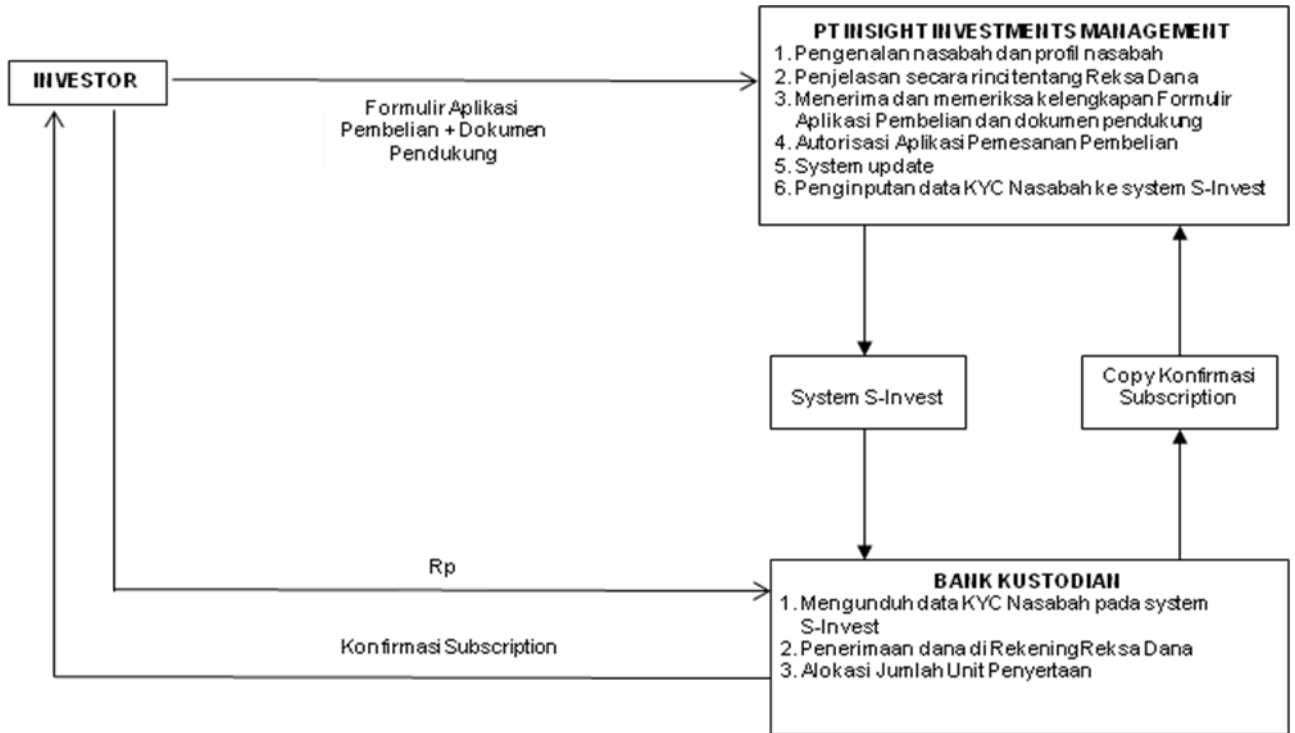 INVESTOR
Formulir Aplikasi
Pembelian + Dokumen
Pendukung
PT INSIGHT INVESTMENTS MANAGEMENT
1. Pengenalan nasabah dan profil nasabah
2. Penjelasan secara rinci tentang Reksa Dana
3. Menerima dan memeriksa kelengkapan Formulir
Aplikasi Pembelian dan dokumen pendukung
4. Autorisasi Aplikasi Pemesanan Pembelian
5. System update
6. Penginputan data KYC Nasabah ke system S-Invest
System S-Invest
Copy Konfirmasi
Subscription
Rp
Konfirmasi Subscription
BANK KUSTODIAN
1. Mengunduh data KYC Nasabah pada system
S-Invest
2. Penerimaan dana di Rekening Reksa Dana
3. Alokasi Jumlah Unit Penyertaan